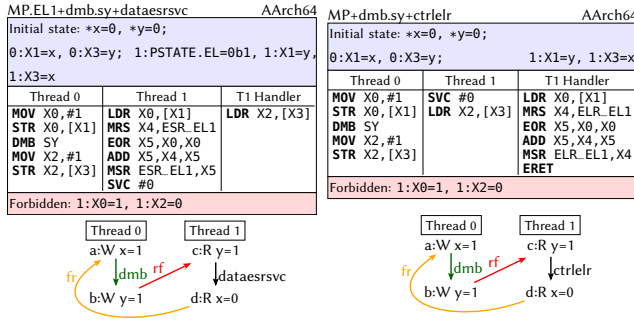 MP.EL1+dmb.sy+dataesrsvc AArch64
Initial state: *x=0, *y=0;
0:X1=x, 0:X3=y; 1:PSTATE.EL=0b1, 1:X1=y,
1:X3=x
Thread 0 Thread 1 T1 Handler
MOV X0,#1 LDR X0,[X1] LDR X2,[X3]
STR X0,[X1] MRS X4,ESR_EL1
DMB SY EOR X5,X0,X0
MOV X2,#1 ADD X5,X4,X5
STR X2,[X3] MSR ESR_EL1,X5
SVC #0
Forbidden: 1:X0=1, 1:X2=0
Thread 0 Thread 1
a:W x=1 c:R y=1
fr dmb rf dataesrsvc
b:W y=1 d:R x=0
MP+dmb.sy+ctrlelr AArch64
Initial state: *x=0, *y=0;
0:X1=x, 0:X3=y; 1:X1=y, 1:X3=x
Thread 0 Thread 1 T1 Handler
MOV X0,#1 SVC #0 LDR X0,[X1]
STR X0,[X1] LDR X2,[X3] MRS X4,ELR_EL1
DMB SY EOR X5,X0,X0
MOV X2,#1 ADD X5,X4,X5
STR X2,[X3] MSR ELR_EL1,X4
ERET
Forbidden: 1:X0=1, 1:X2=0
Thread 0 Thread 1
a:W x=1 c:R y=1
fr dmb rf ctrlelr
b:W y=1 d:R x=0